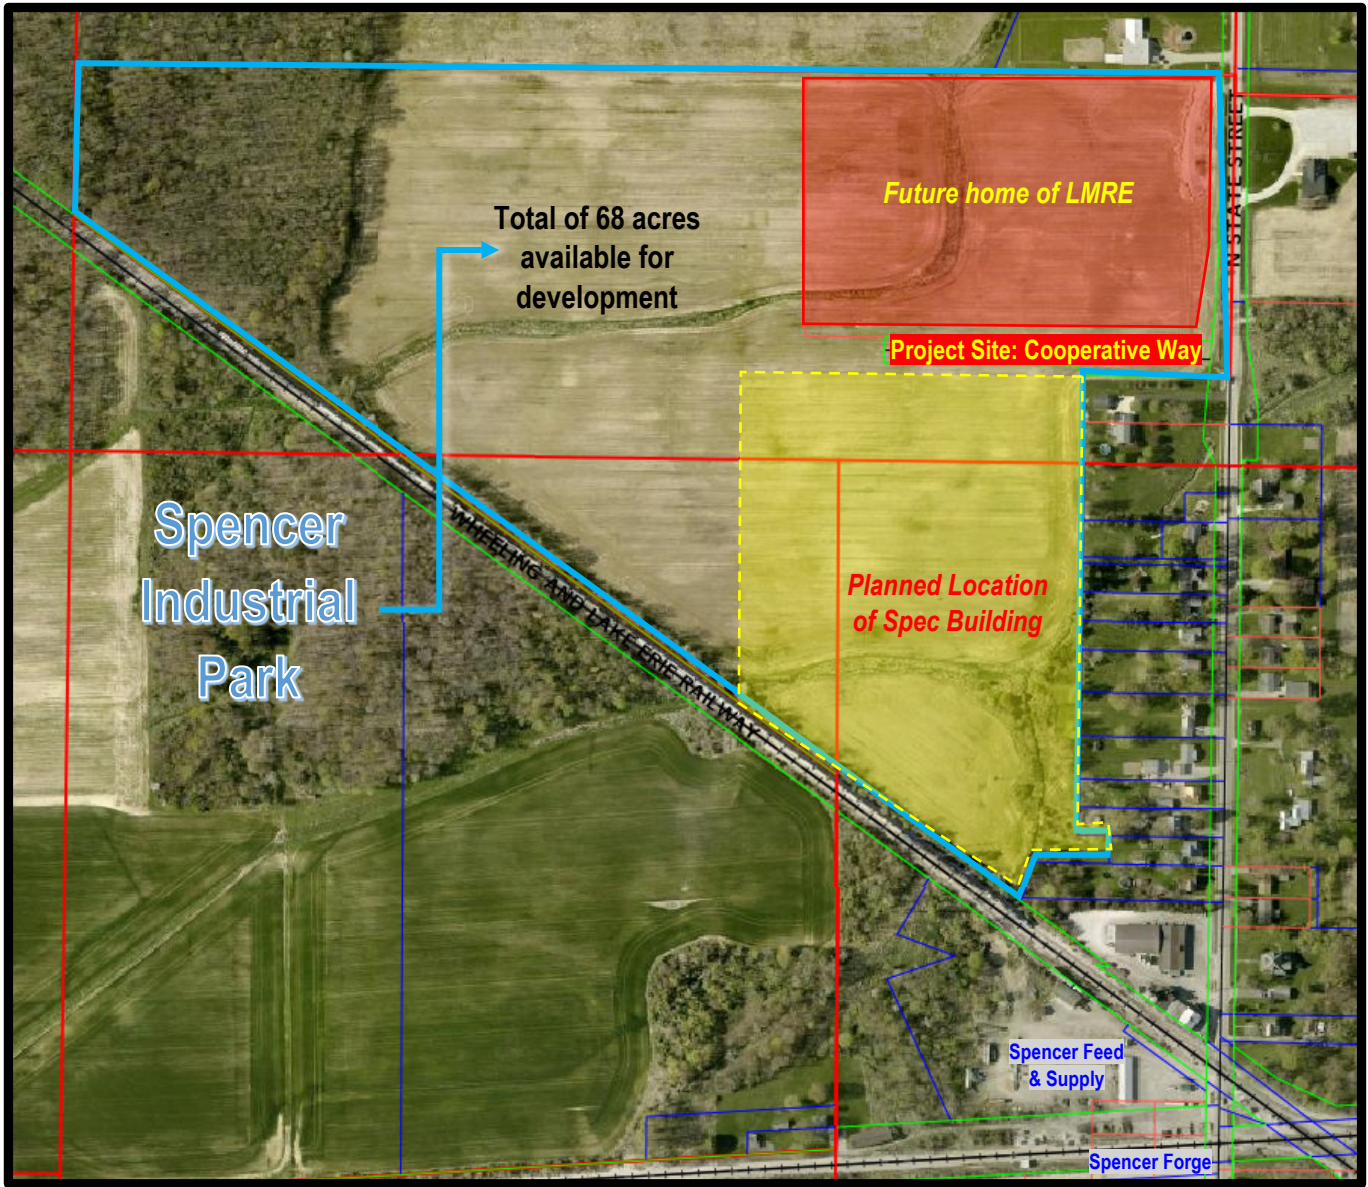 N STATE STREET
Future home of LMRE
Total of 68 acres
available for
development
Project Site: Cooperative Way
Spencer
Industrial
Park
WHEELING AND LAKE ERIE RAILWAY
Planned Location
of Spec Building
Spencer Feed
& Supply
Spencer Forge